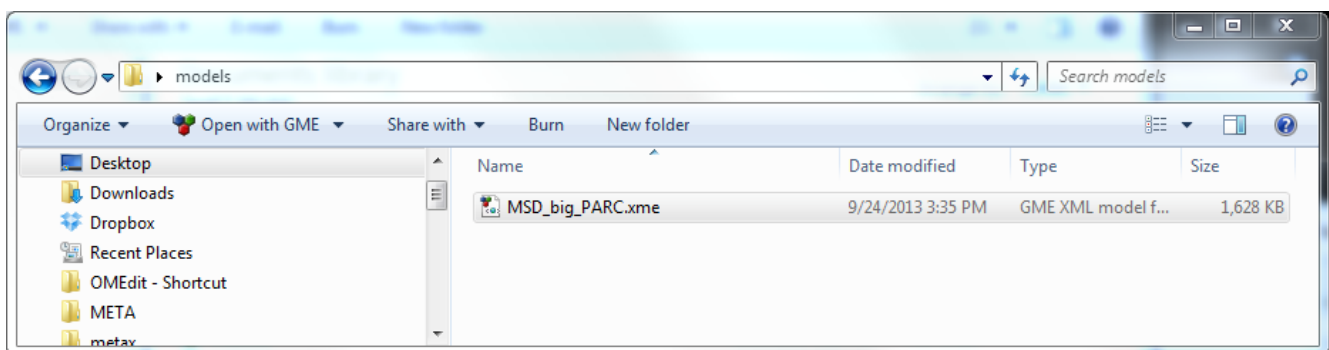 models
Search models
Organize Open with GME Share with Burn New folder
Desktop
Downloads
Dropbox
Recent Places
OMEdit - Shortcut
META
metax
Name Date modified Type Size
MSD_big_PARC.xme 9/24/2013 3:35 PM GME XML model f... 1,628 KB